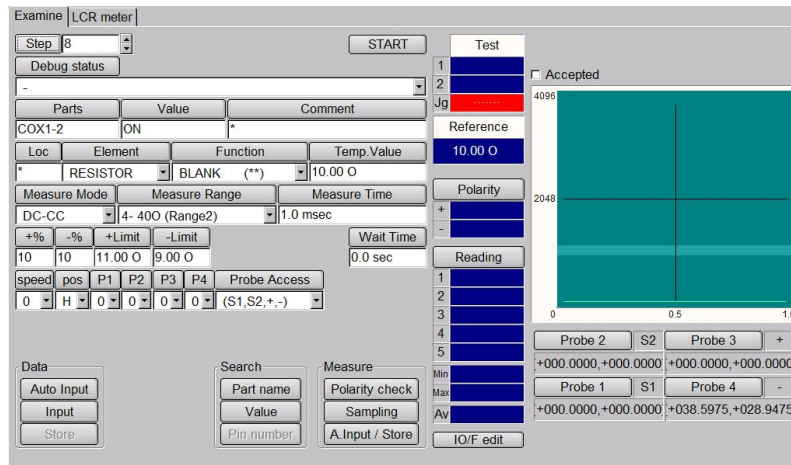 Examine LCR meter
Step 8 START
Debug status
-
Parts Value Comment
COX1-2 ON *
Loc Element Function Temp.Value
* RESISTOR BLANK (**) 10.00 O
Measure Mode Measure Range Measure Time
DC-CC 4- 40O (Range2) 1.0 msec
+% -% +Limit -Limit Wait Time
10 10 11.00 O 9.00 O 0.0 sec
speed pos P1 P2 P3 P4 Probe Access
0 H 0 0 0 0 (S1,S2,+,-)
Data
Auto Input
Input
Store
Search
Part name
Value
Pin number
Measure
Polarity check
Sampling
A.Input / Store
Test
1
2
Jg .......
Reference
10.00 O
Polarity
+
-
Reading
1
2
3
4
5
Min
Max
Av
IO/F edit
Accepted
4096
2048
0 0.5 1.0
Probe 2 S2 Probe 3 +
+000.0000,+000.0000 +000.0000,+000.0000
Probe 1 S1 Probe 4 -
+000.0000,+000.0000 +038.5975,+028.9475